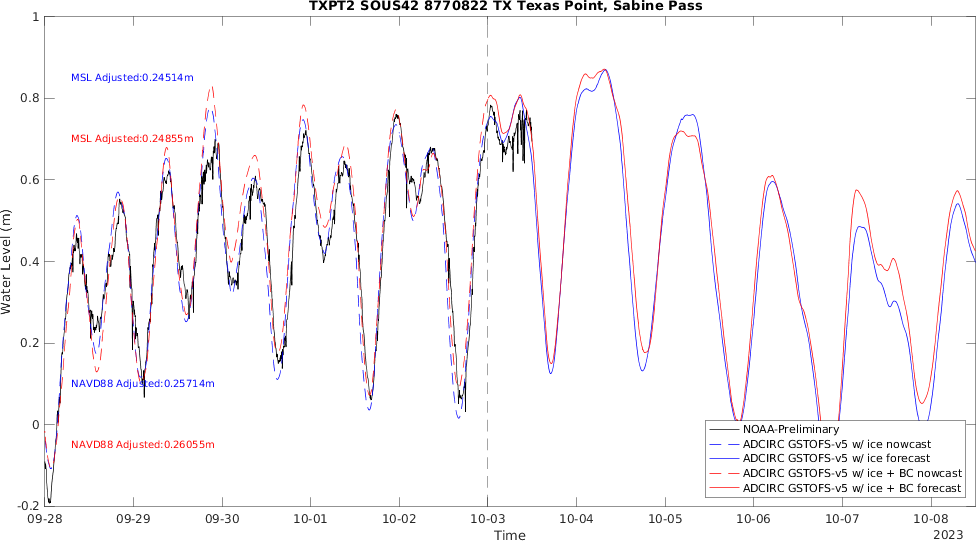 TXPT2 SOUS42 8770822 TX Texas Point, Sabine Pass
1
0.8
0.6
0.4
0.2
0
-0.2
Water Level (m)
MSL Adjusted:0.24514m
MSL Adjusted:0.24855m
NAVD88 Adjusted:0.25714m
NAVD88 Adjusted:0.26055m
NOAA-Preliminary
ADCIRC GSTOFS-v5 w/ ice nowcast
ADCIRC GSTOFS-v5 w/ ice forecast
ADCIRC GSTOFS-v5 w/ ice + BC nowcast
ADCIRC GSTOFS-v5 w/ ice + BC forecast
09-28 09-29 09-30 10-01 10-02 10-03 10-04 10-05 10-06 10-07 10-08
Time
2023